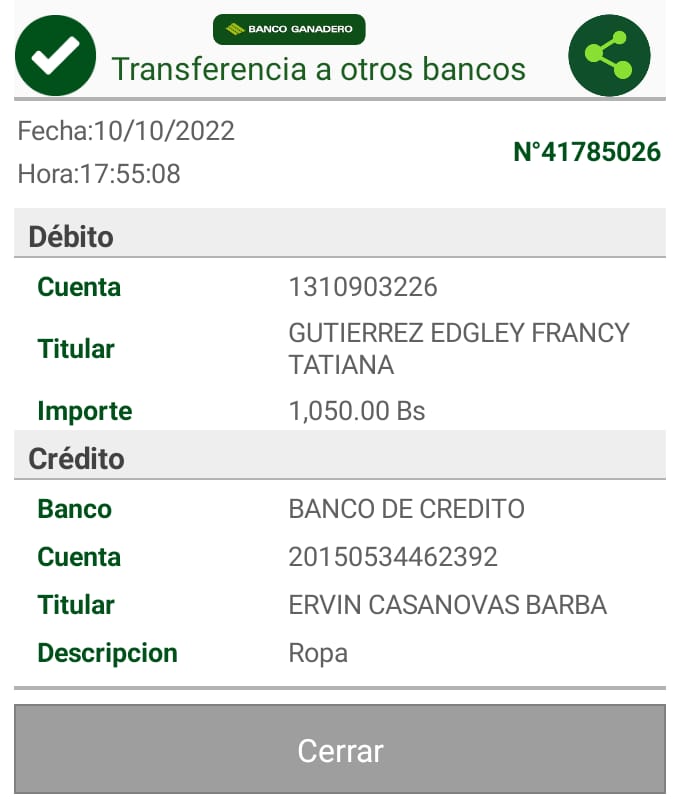 BANCO GANADERO
Transferencia a otros bancos
Fecha:10/10/2022
N°41785026
Hora:17:55:08
Débito
Cuenta 1310903226
Titular GUTIERREZ EDGLEY FRANCY
TATIANA
Importe 1,050.00 Bs
Crédito
Banco BANCO DE CREDITO
Cuenta 20150534462392
Titular ERVIN CASANOVAS BARBA
Descripcion Ropa
Cerrar